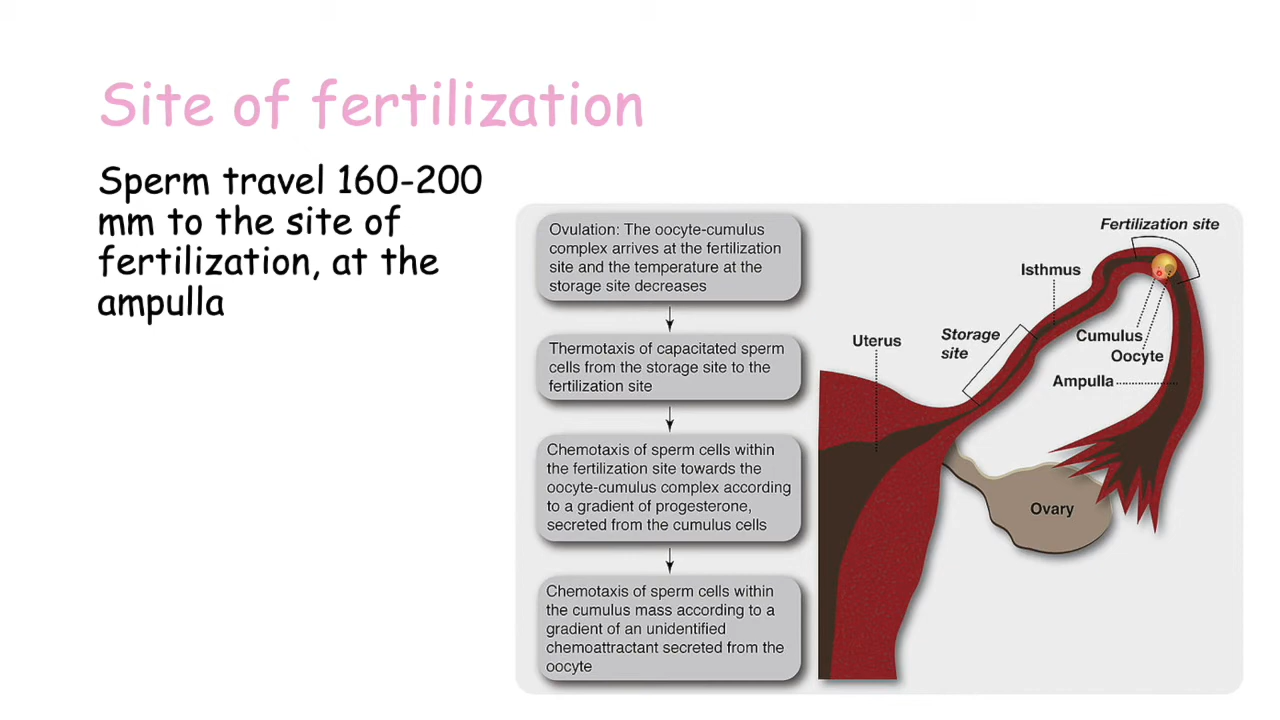 Site of fertilization
Sperm travel 160-200
mm to the site of
fertilization, at the
ampulla
Ovulation: The oocyte-cumulus
complex arrives at the fertilization
site and the temperature at the
storage site decreases
Thermotaxis of capacitated sperm
cells from the storage site to the
fertilization site
Chemotaxis of sperm cells within
the fertilization site towards the
oocyte-cumulus complex according
to a gradient of progesterone,
secreted from the cumulus cells
Chemotaxis of sperm cells within
the cumulus mass according to a
gradient of an unidentified
chemoattractant secreted from the
oocyte
Fertilization site
Isthmus
Storage
site
Uterus
Cumulus
Oocyte
Ampulla
Ovary